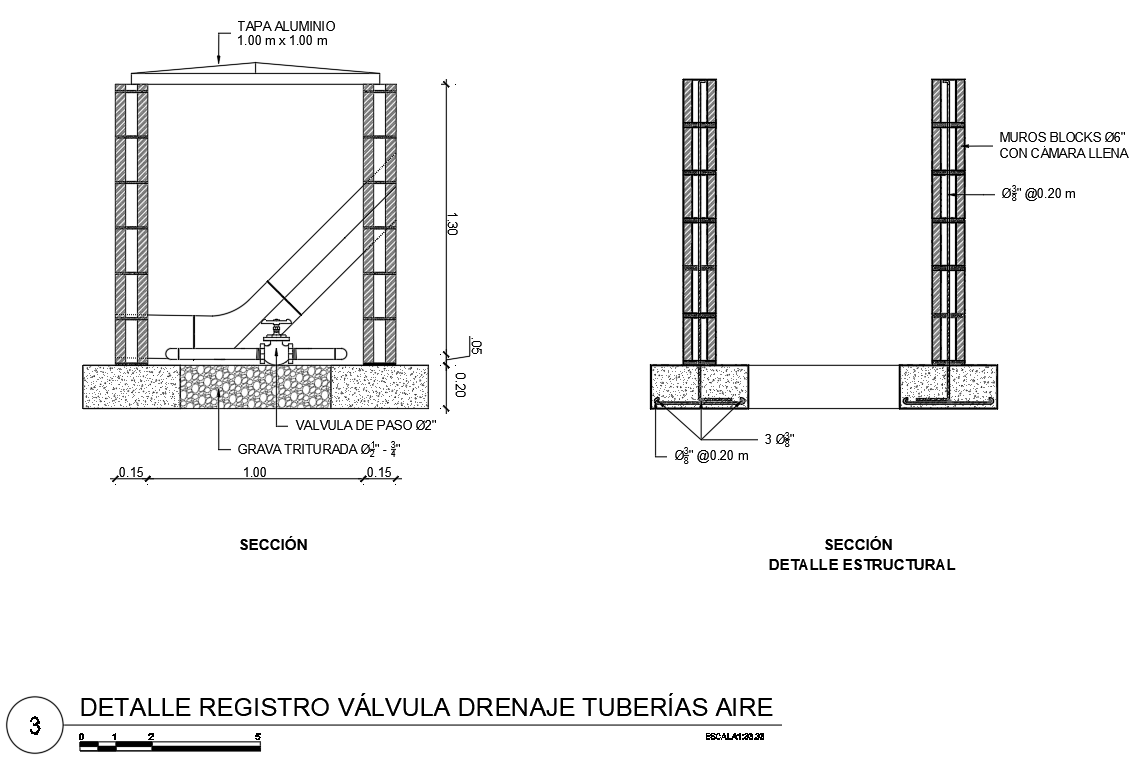 TAPA ALUMINIO
1.00 m x 1.00 m
1.30
.05
0.20
VALVULA DE PASO Ø2"
GRAVA TRITURADA Ø1/2" - 3/4"
0.15
1.00
0.15
SECCIÓN
MUROS BLOCKS Ø6"
CON CÁMARA LLENA
Ø3/8" @0.20 m
3 Ø3/8"
Ø3/8" @0.20 m
SECCIÓN
DETALLE ESTRUCTURAL
3
DETALLE REGISTRO VÁLVULA DRENAJE TUBERÍAS AIRE
0 1 2 5